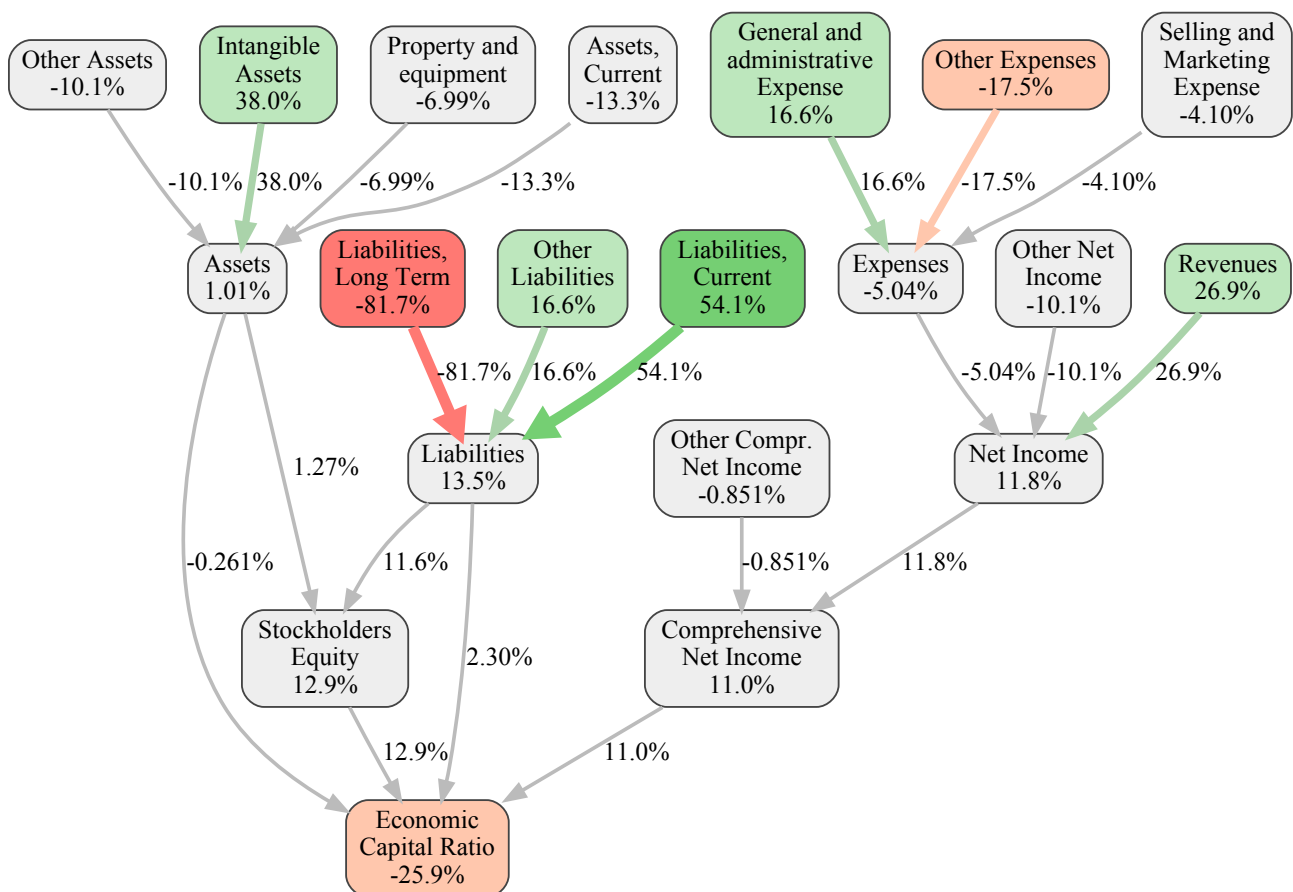 Other Assets
-10.1%
Intangible
Assets
38.0%
Property and
equipment
-6.99%
Assets,
Current
-13.3%
General and
administrative
Expense
16.6%
Other Expenses
-17.5%
Selling and
Marketing
Expense
-4.10%
-10.1%
38.0%
-6.99%
-13.3%
16.6%
-17.5%
-4.10%
Assets
1.01%
Liabilities,
Long Term
-81.7%
Other
Liabilities
16.6%
Liabilities,
Current
54.1%
Expenses
-5.04%
Other Net
Income
-10.1%
Revenues
26.9%
-81.7%
16.6%
54.1%
-5.04%
-10.1%
26.9%
1.27%
Liabilities
13.5%
Other Compr.
Net Income
-0.851%
Net Income
11.8%
-0.261%
11.6%
-0.851%
11.8%
Stockholders
Equity
12.9%
2.30%
Comprehensive
Net Income
11.0%
12.9%
11.0%
Economic
Capital Ratio
-25.9%